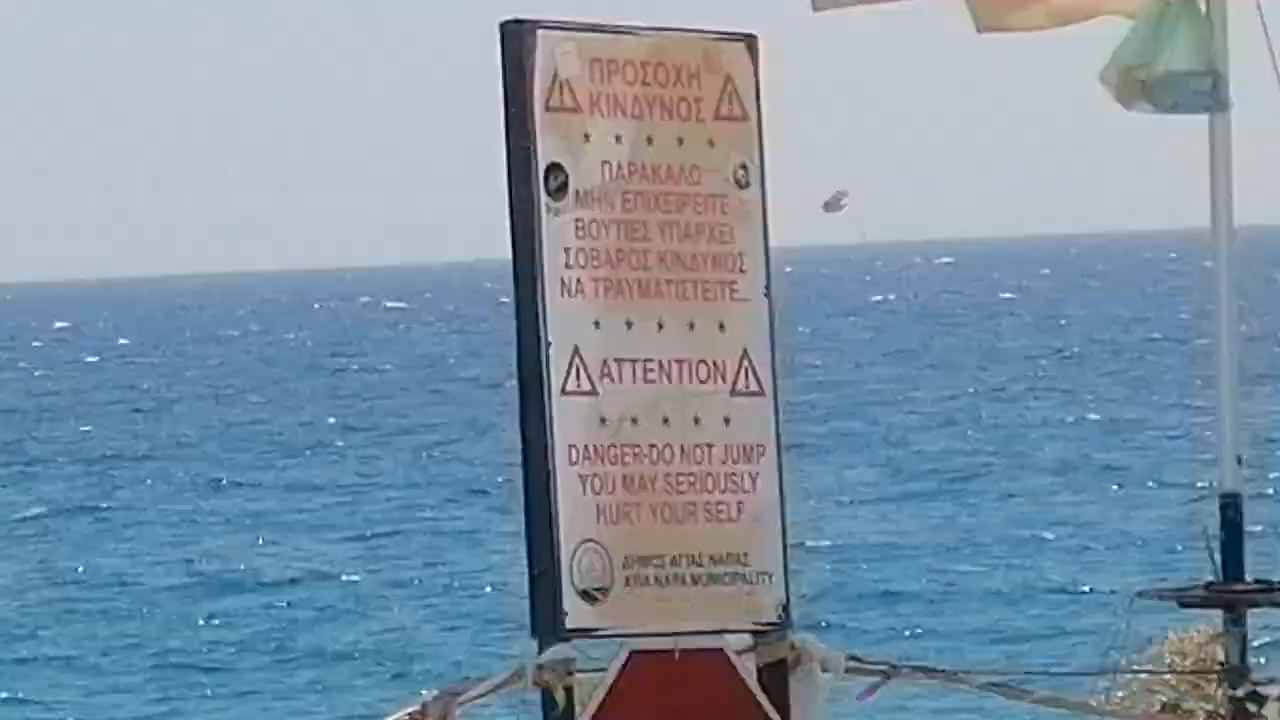 ΠΡΟΣΟΧΗ
ΚΙΝΔΥΝΟΣ
ΠΑΡΑΚΑΛΩ
ΜΗΝ ΕΠΙΧΕΙΡΕΙΤΕ
ΒΟΥΤΙΕΣ ΥΠΑΡΧΕΙ
ΣΟΒΑΡΟΣ ΚΙΝΔΥΝΟΣ
ΝΑ ΤΡΑΥΜΑΤΙΣΤΕΙΤΕ...
ATTENTION
DANGER-DO NOT JUMP
YOU MAY SERIOUSLY
HURT YOUR SELF
ΔΗΜΟΣ ΑΓΙΑΣ ΝΑΠΑΣ
AYIA NAPA MUNICIPALITY